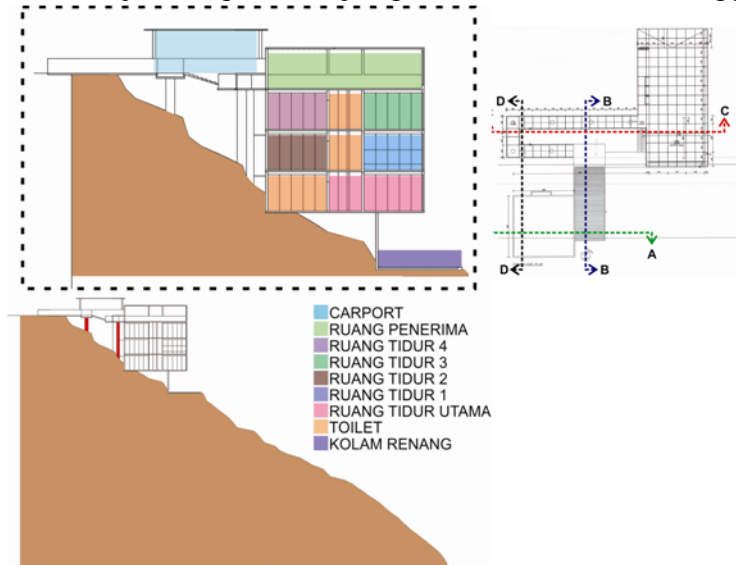 D
B
C
A
D
B
CARPORT
RUANG PENERIMA
RUANG TIDUR 4
RUANG TIDUR 3
RUANG TIDUR 2
RUANG TIDUR 1
RUANG TIDUR UTAMA
TOILET
KOLAM RENANG